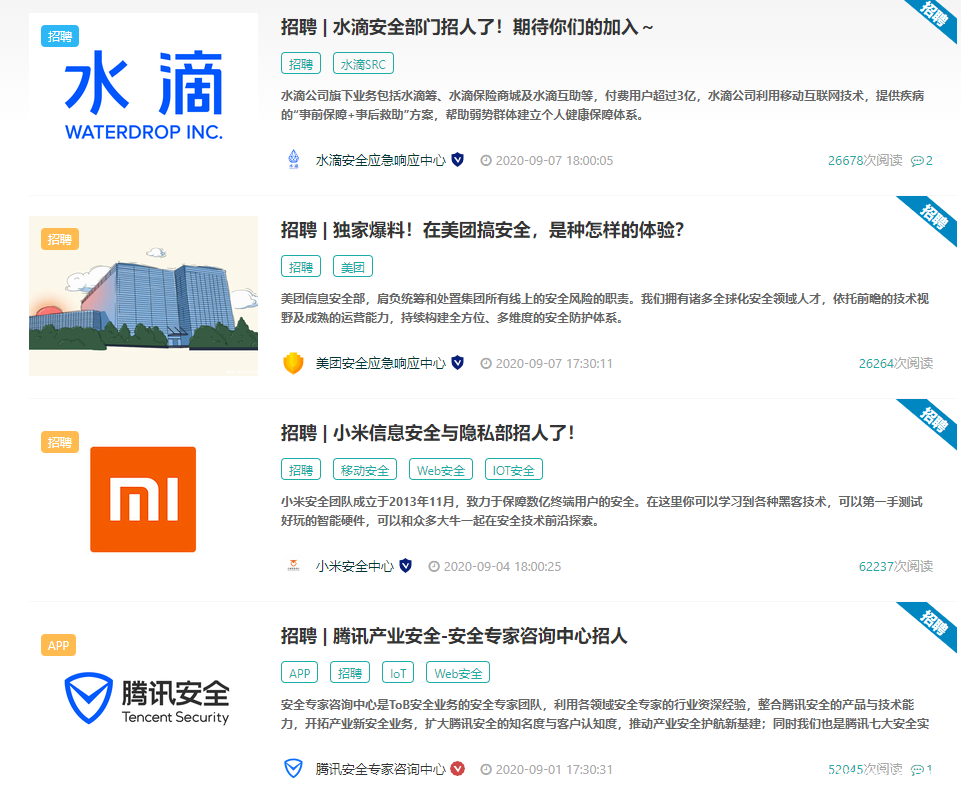 招聘
招聘 | 水滴安全部门招人了！期待你们的加入～
招聘
水滴
WATERDROP INC.
招聘 水滴SRC
水滴公司旗下业务包括水滴筹、水滴保险商城及水滴互助等，付费用户超过3亿，水滴公司利用移动互联网技术，提供疾病
的“事前保障+事后救助”方案，帮助弱势群体建立个人健康保障体系。
水滴安全应急响应中心 2020-09-07 18:00:05 26678次阅读 2
招聘
招聘 | 独家爆料！在美团搞安全，是种怎样的体验？
招聘
招聘 美团
美团信息安全部，肩负统筹和处置集团所有线上的安全风险的职责。我们拥有诸多全球化安全领域人才，依托前瞻的技术视
野及成熟的运营能力，持续构建全方位、多维度的安全防护体系。
美团安全应急响应中心 2020-09-07 17:30:11 26264次阅读
招聘
招聘 | 小米信息安全与隐私部招人了！
招聘
mi
招聘 移动安全 Web安全 IOT安全
小米安全团队成立于2013年11月，致力于保障数亿终端用户的安全。在这里你可以学习到各种黑客技术，可以第一手测试
好玩的智能硬件，可以和众多大牛一起在安全技术前沿探索。
小米安全中心 2020-09-04 18:00:25 62237次阅读
招聘
招聘 | 腾讯产业安全-安全专家咨询中心招人
APP
腾讯安全
Tencent Security
APP 招聘 IoT Web安全
安全专家咨询中心是ToB安全业务的安全专家团队，利用各领域安全专家的行业资深经验，整合腾讯安全的产品与技术能
力，开拓产业新安全业务，扩大腾讯安全的知名度与客户认知度，推动产业安全护航新基建；同时我们也是腾讯七大安全实
腾讯安全专家咨询中心 2020-09-01 17:30:31 52045次阅读 1